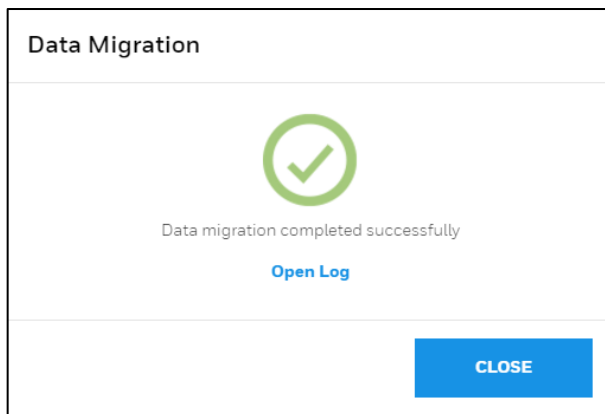 Data Migration
Data migration completed successfully
Open Log
CLOSE